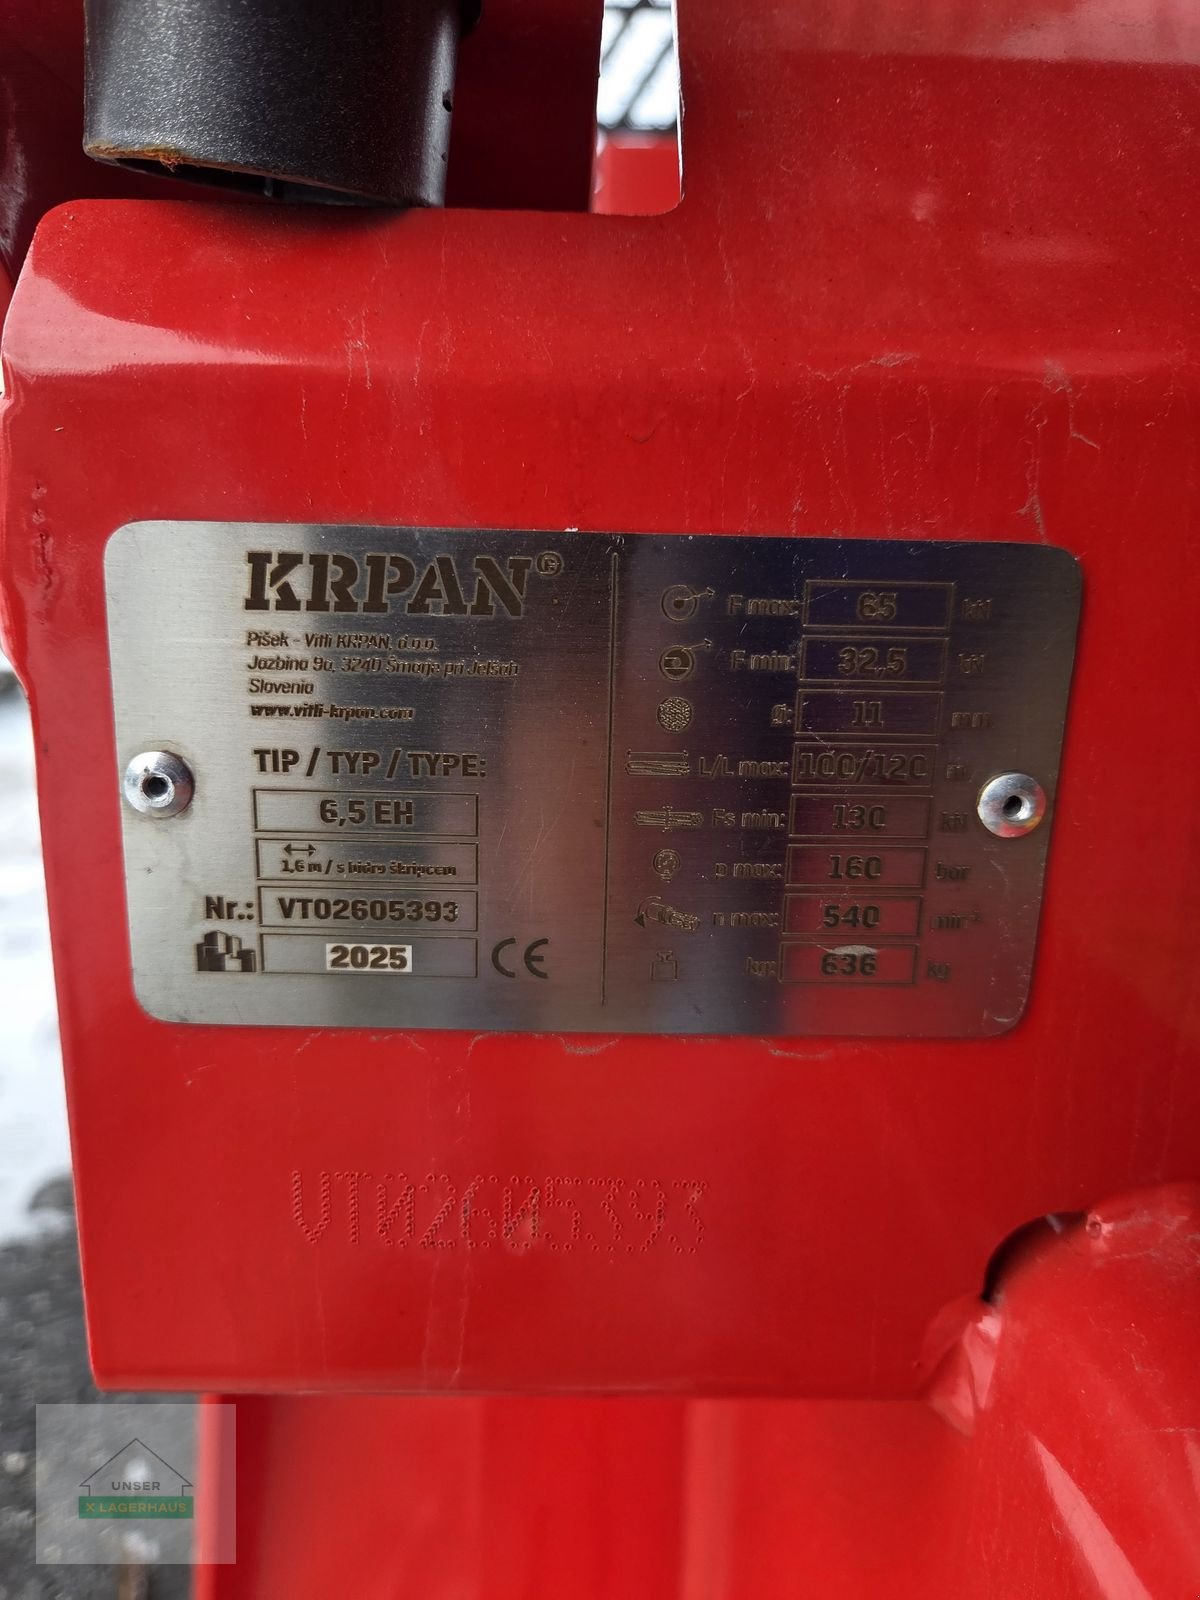 KRPAN®
Pišek - Vitli KRPAN, d.o.o.
Jazbina 9a, 3240 Šmarje pri Jelšah
Slovenia
www.vitli-krpan.com
TIP / TYP / TYPE:
6,5 EH
1,6 m / s hidro škripcem
Nr.: VT02605393
2025 CE
F max: 65 kN
F min: 32,5 kN
Ø: 11 mm
L/L max: 100/120 m
Fs min: 130 kN
p max: 160 bar
n max: 540 min⁻¹
kg: 636 kg
VT02605393
UNSER
X LAGERHAUS